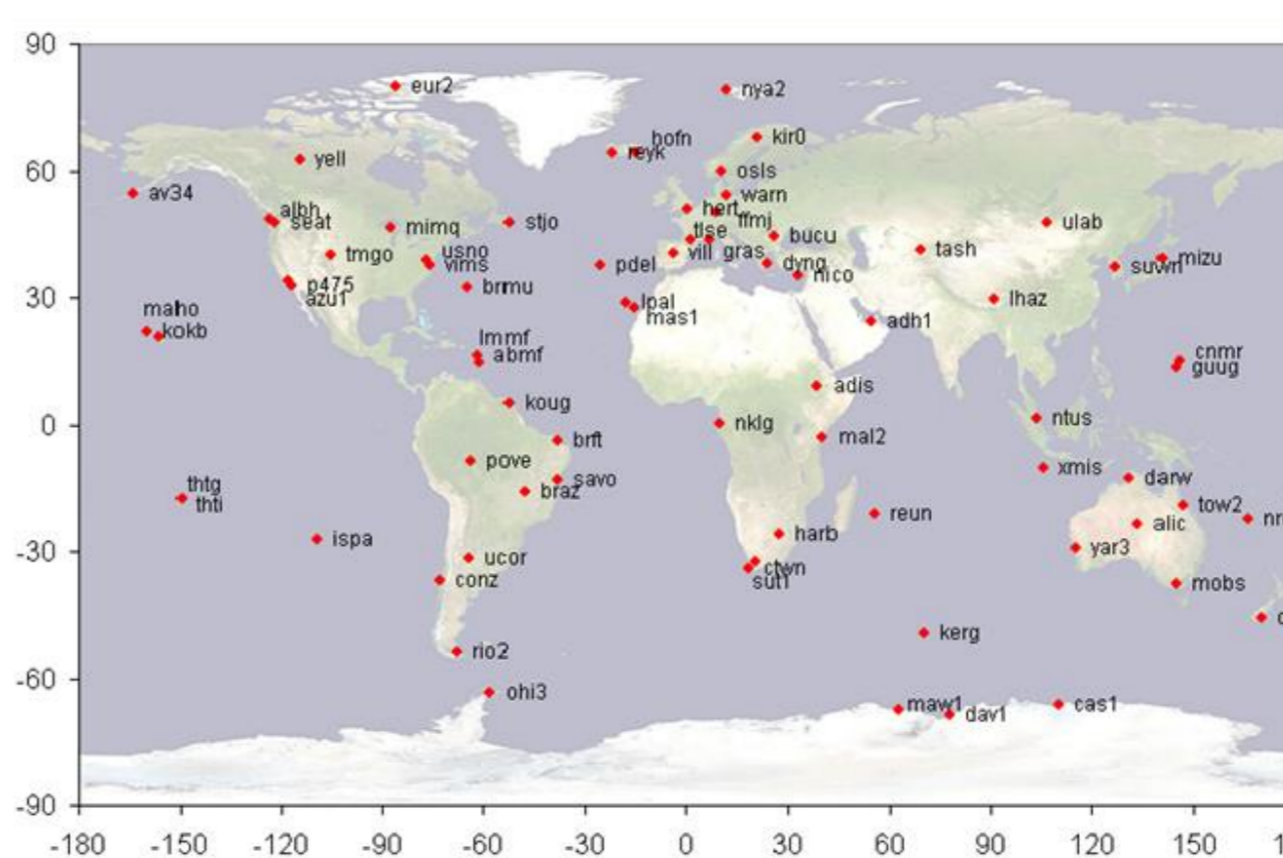 90
eur2
nya2
hofn
reyk
kir0
60
yell
osls
av34
warn
albh
seat
hert
ffmj
mimq
stjo
tlse
bucu
ulab
usno
vims
tmgo
vill
gras
tash
mizu
pdel
dyng
suwn
nico
p475
azu1
brmu
30
lpal
mas1
lhaz
maho
kokb
adh1
lmmf
abmf
cnmr
guug
adis
koug
0
nklg
ntus
brft
mal2
pove
xmis
savo
darw
braz
thtg
thti
reun
tow2
alic
ispa
harb
-30
yar3
ucor
ctwn
sut1
conz
mobs
kerg
rio2
-60
ohi3
maw1
dav1
cas1
-90
-180 -150 -120 -90 -60 -30 0 30 60 90 120 150